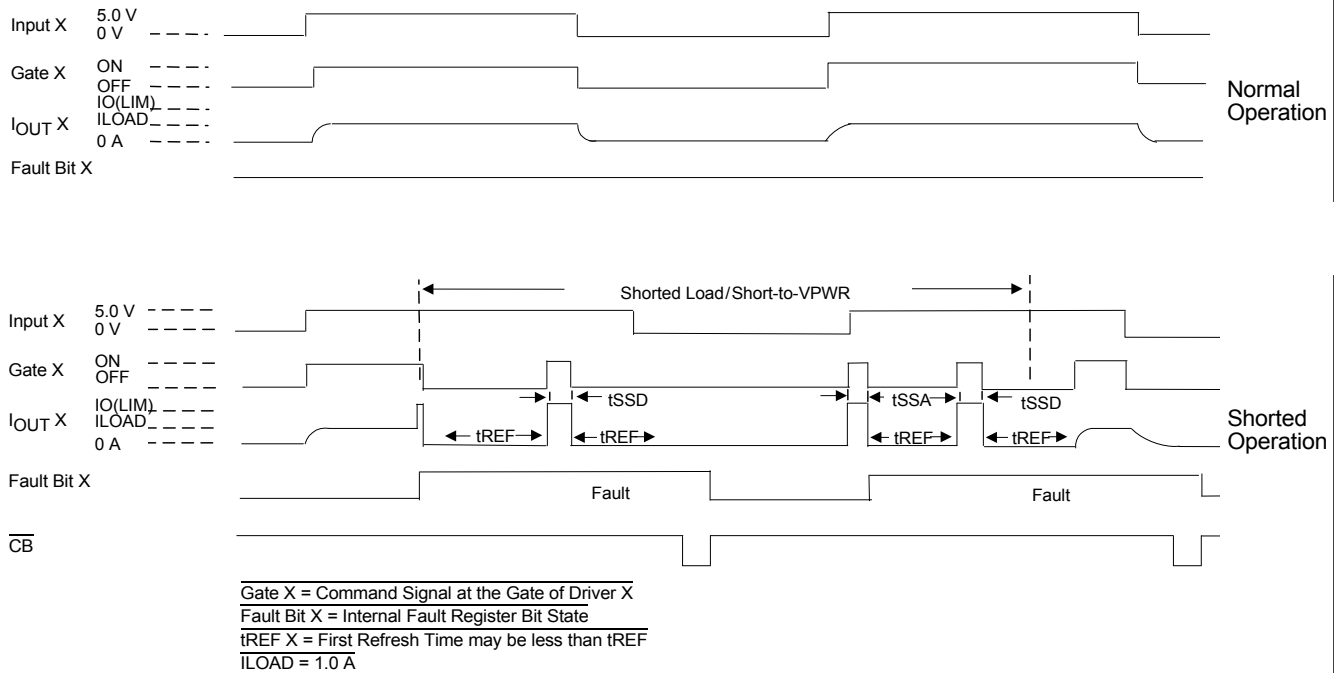 Input X 5.0 V
0 V
Gate X ON
OFF
IO(LIM)
IOUT X ILOAD
0 A
Fault Bit X
Normal
Operation
Shorted Load/Short-to-VPWR
Input X 5.0 V
0 V
Gate X ON
OFF
tSSD tSSA tSSD
IOUT X IO(LIM)
ILOAD
0 A
tREF tREF tREF tREF
Shorted
Operation
Fault Bit X Fault Fault
CB
Gate X = Command Signal at the Gate of Driver X
Fault Bit X = Internal Fault Register Bit State
tREF X = First Refresh Time may be less than tREF
ILOAD = 1.0 A